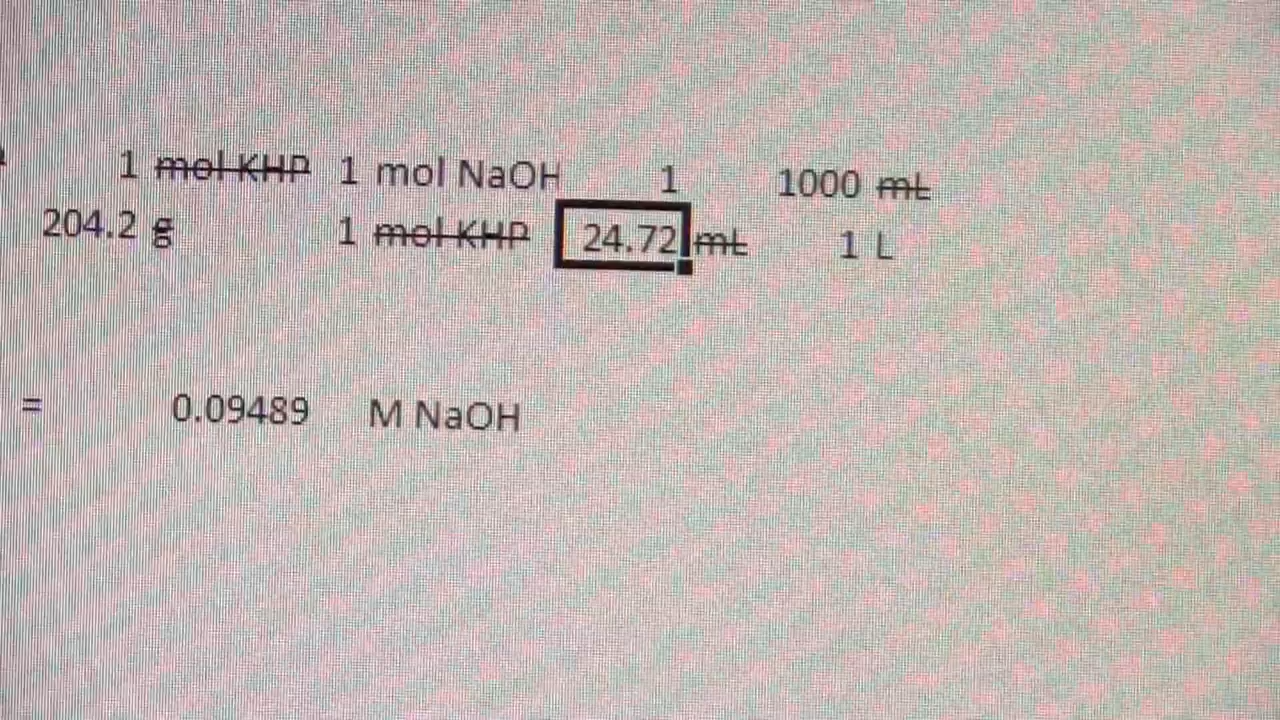 1 mol KHP 1 mol NaOH 1 1000 mL
204.2 g 1 mol KHP 24.72 mL 1 L
= 0.09489 M NaOH